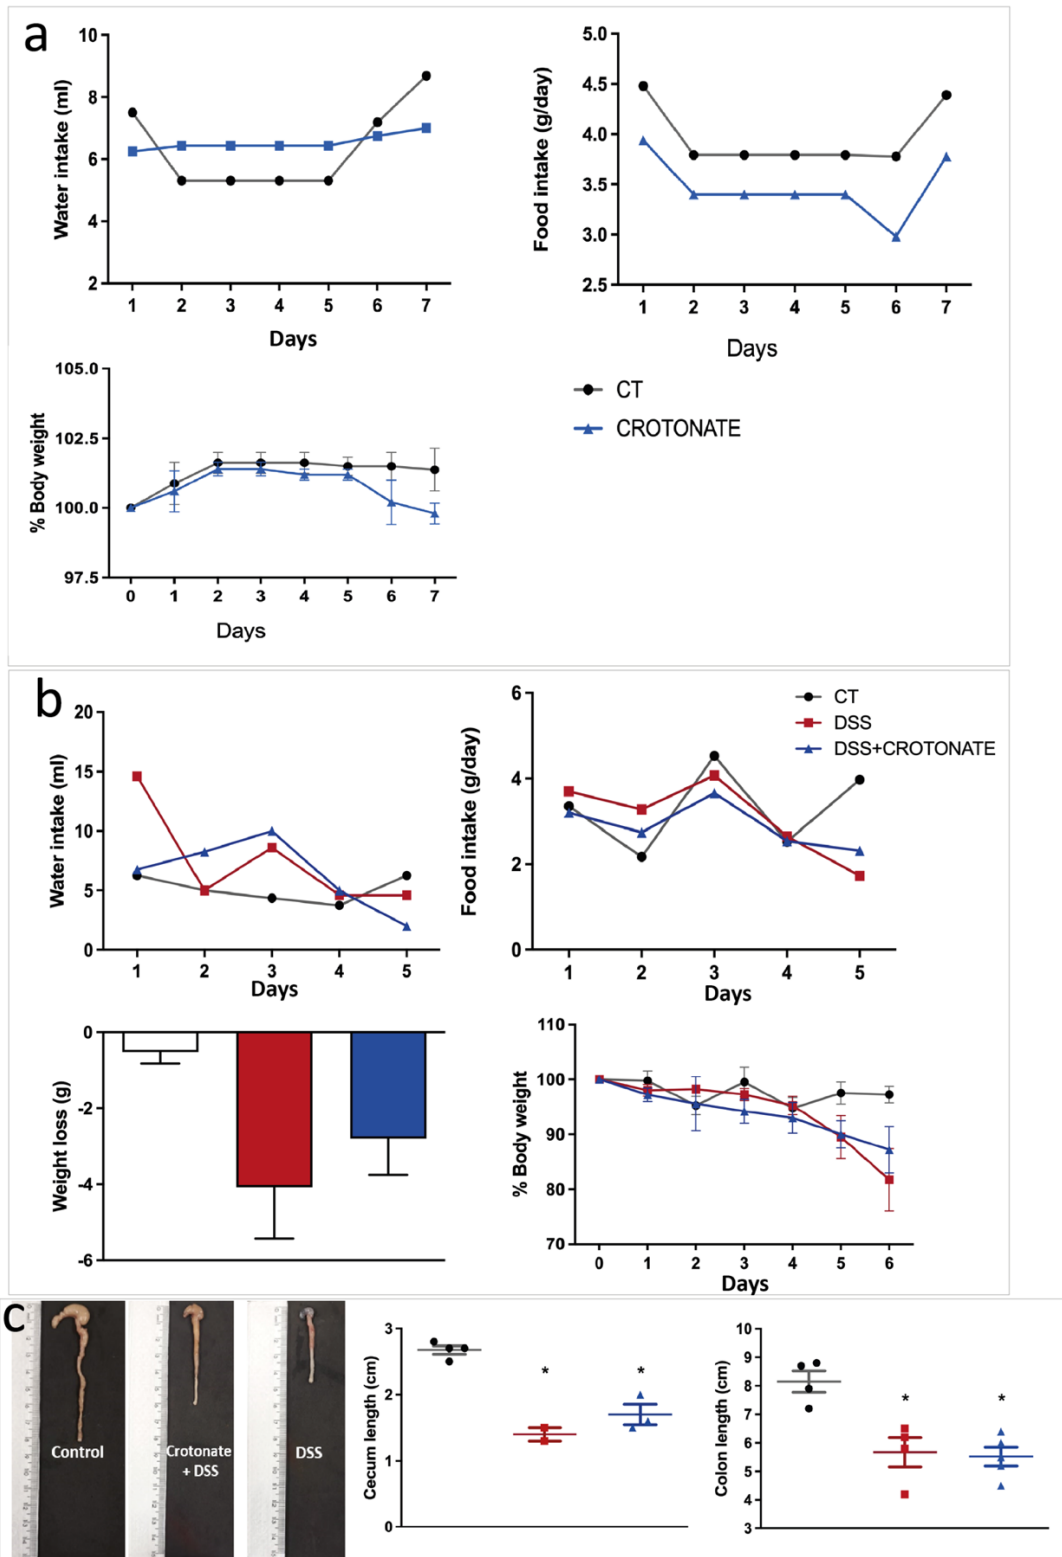 a
Water intake (ml)
10
8
6
4
2
1 2 3 4 5 6 7
Days
Food intake (g/day)
5.0
4.5
4.0
3.5
3.0
2.5
1 2 3 4 5 6 7
Days
% Body weight
105.0
102.5
100.0
97.5
0 1 2 3 4 5 6 7
Days
CT
CROTONATE
b
Water intake (ml)
20
15
10
5
0
1 2 3 4 5
Days
Food intake (g/day)
6
4
2
0
1 2 3 4 5
Days
CT
DSS
DSS+CROTONATE
Weight loss (g)
0
-2
-4
-6
% Body weight
110
100
90
80
70
0 1 2 3 4 5 6
Days
c
Control
Crotonate
+ DSS
DSS
Cecum length (cm)
3
2
1
0
* *
Colon length (cm)
10
9
8
7
6
5
4
3
* *